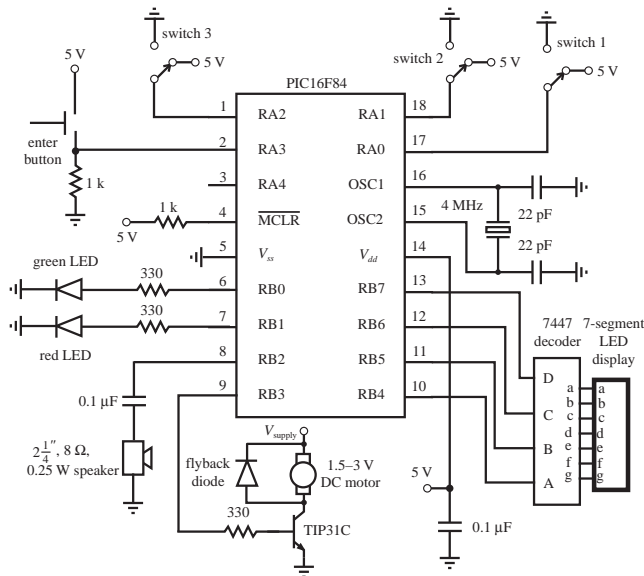 switch 3
5 V
switch 2
5 V
switch 1
5 V
5 V
enter
button
1 k
PIC16F84
1
RA2
RA1
18
2
RA3
RA0
17
3
RA4
OSC1
16
4
MCLR
OSC2
15
5
Vss
Vdd
14
6
RB0
RB7
13
7
RB1
RB6
12
8
RB2
RB5
11
9
RB3
RB4
10
1 k
5 V
4 MHz
22 pF
22 pF
green LED
330
330
red LED
0.1 µF
2 1/4", 8 Ω,
0.25 W speaker
Vsupply
flyback
diode
1.5–3 V
DC motor
330
TIP31C
5 V
0.1 µF
7447
decoder
7-segment
LED
display
D
C
B
A
a
b
c
d
e
f
g
a
b
c
d
e
f
g